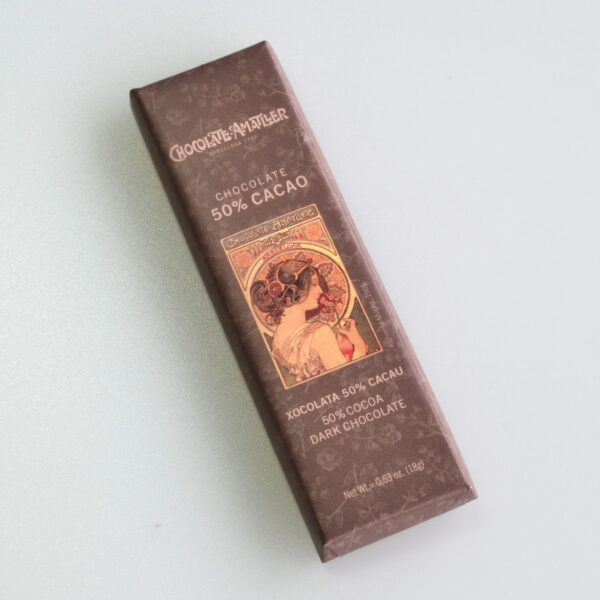 CHOCOLATE AMATLLER
BARCELONA 1797
CHOCOLATE
50% CACAO
CHOCOLATE AMATLLER
XOCOLATA 50% CACAU
50% COCOA
DARK CHOCOLATE
Net Wt. = 0.63 oz. (18g)